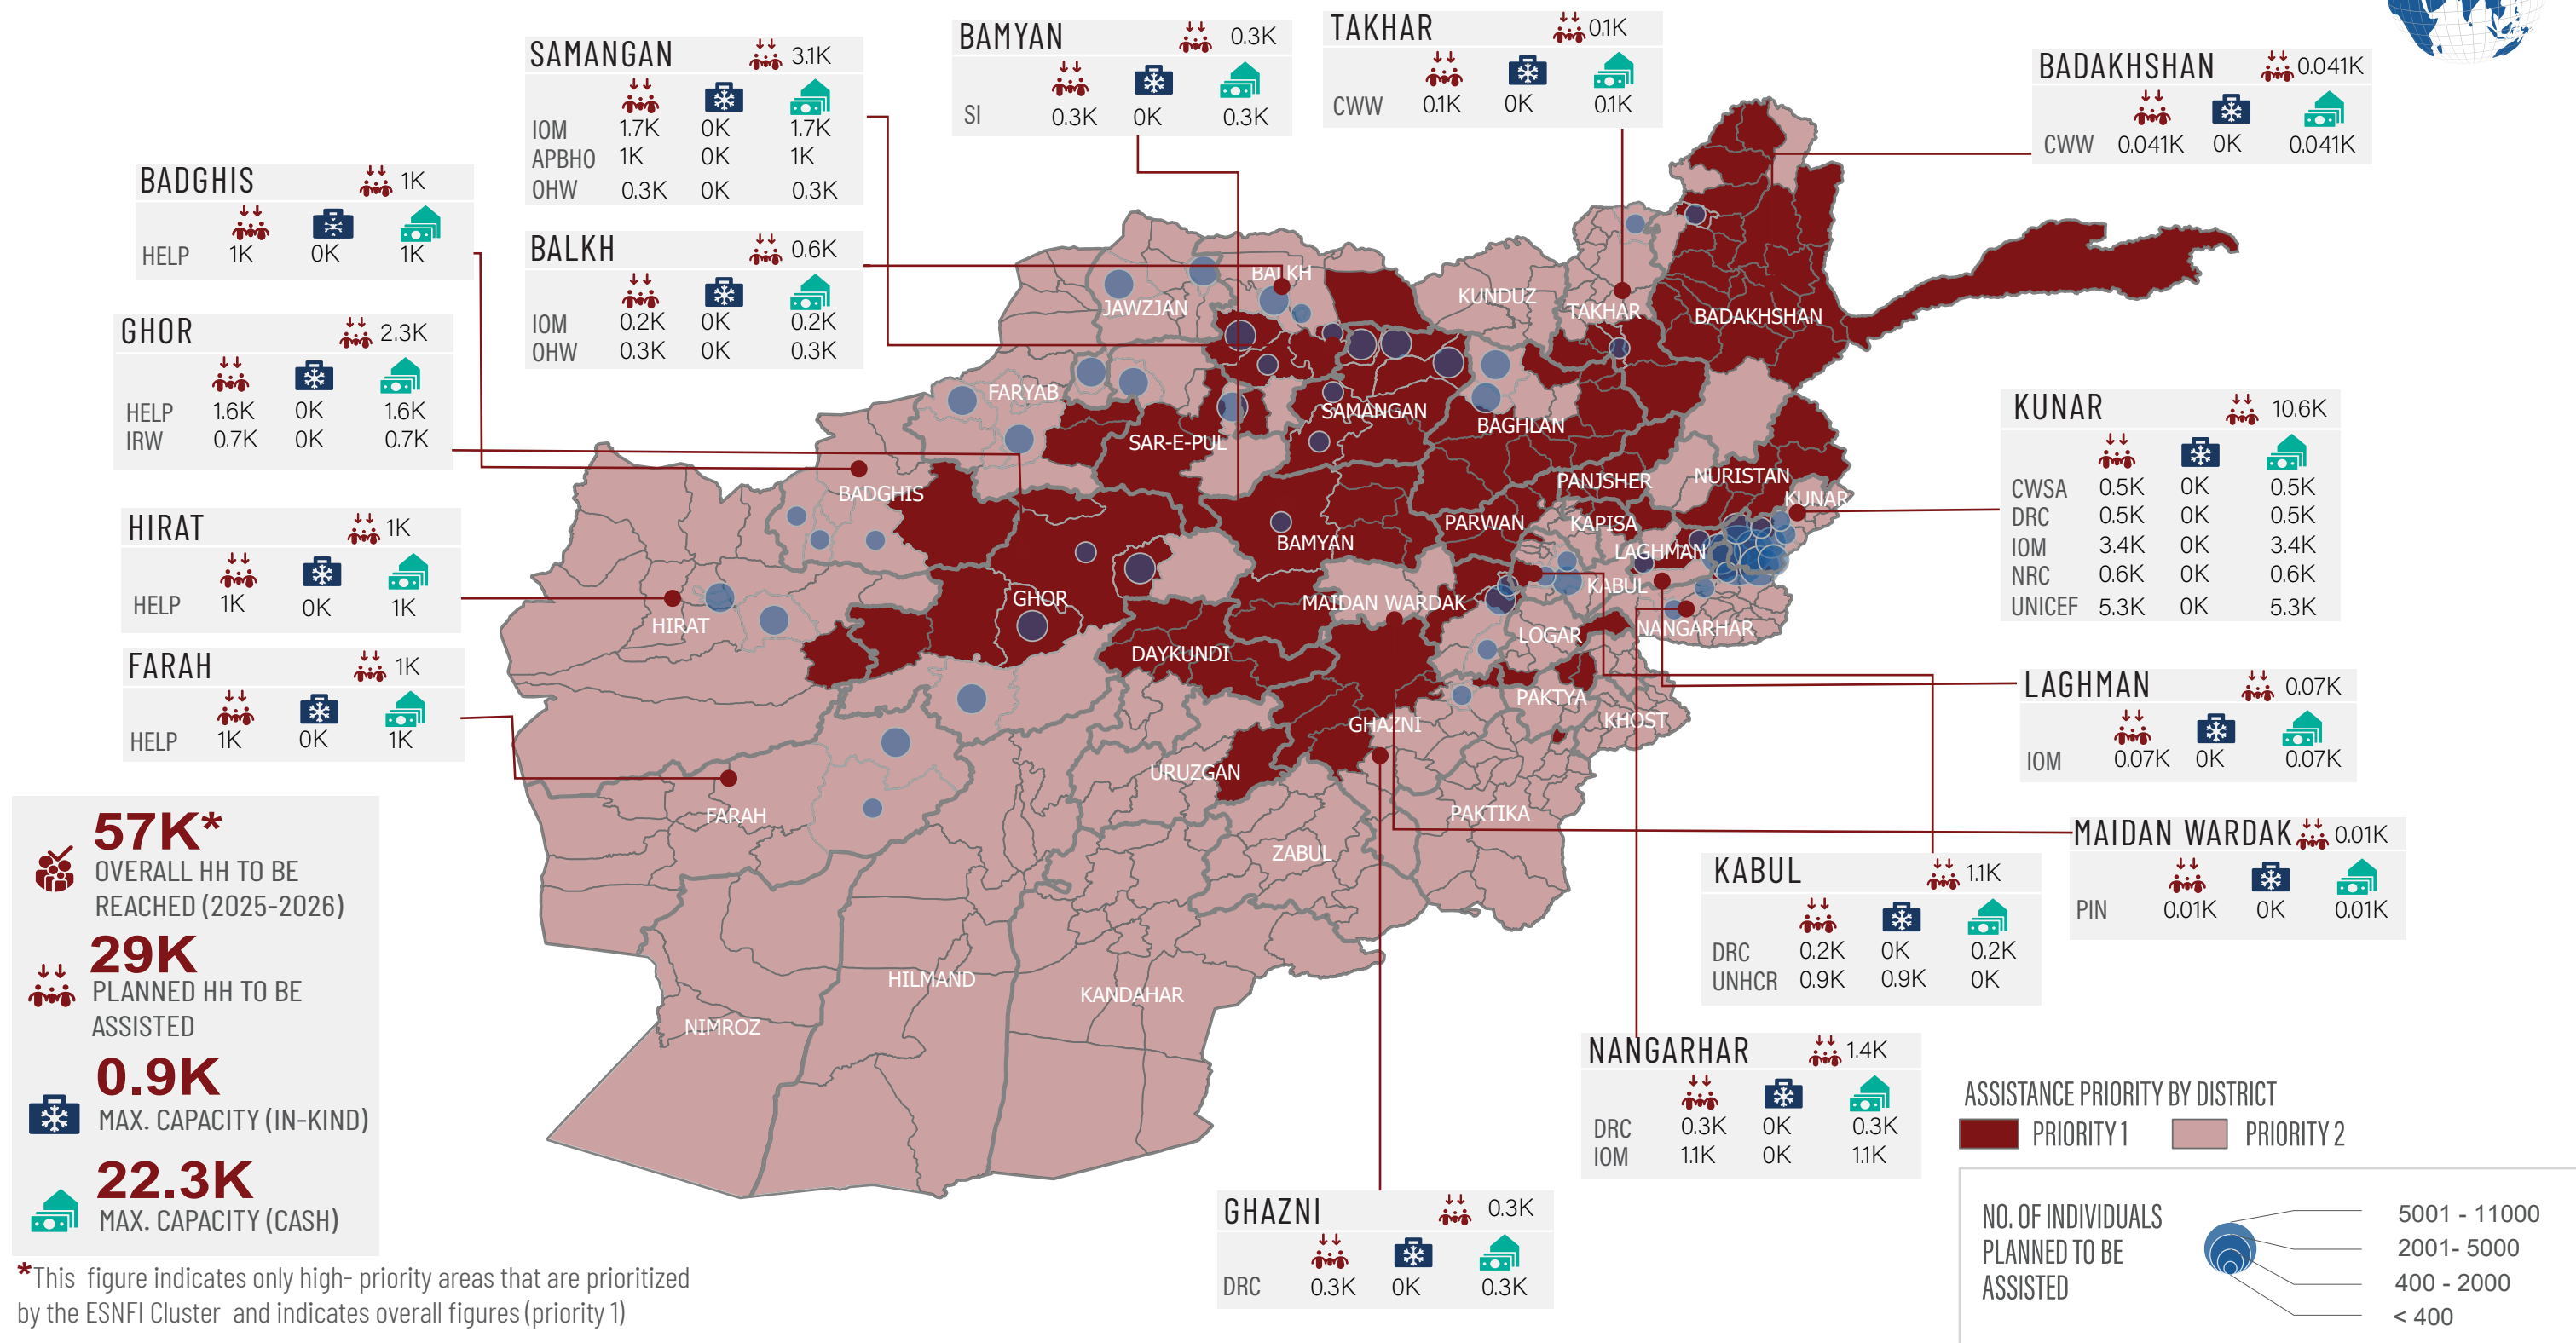 SAMANGAN 3.1K
IOM 1.7K 0K 1.7K
APBHO 1K 0K 1K
OHW 0.3K 0K 0.3K
BAMYAN 0.3K
SI 0.3K 0K 0.3K
TAKHAR 0.1K
CWW 0.1K 0K 0.1K
BADAKHSHAN 0.041K
CWW 0.041K 0K 0.041K
BADGHIS 1K
HELP 1K 0K 1K
BALKH 0.6K
IOM 0.2K 0K 0.2K
OHW 0.3K 0K 0.3K
GHOR 2.3K
HELP 1.6K 0K 1.6K
IRW 0.7K 0K 0.7K
KUNAR 10.6K
CWSA 0.5K 0K 0.5K
DRC 0.5K 0K 0.5K
IOM 3.4K 0K 3.4K
NRC 0.6K 0K 0.6K
UNICEF 5.3K 0K 5.3K
HIRAT 1K
HELP 1K 0K 1K
FARAH 1K
HELP 1K 0K 1K
LAGHMAN 0.07K
IOM 0.07K 0K 0.07K
MAIDAN WARDAK 0.01K
PIN 0.01K 0K 0.01K
KABUL 1.1K
DRC 0.2K 0K 0.2K
UNHCR 0.9K 0.9K 0K
NANGARHAR 1.4K
DRC 0.3K 0K 0.3K
IOM 1.1K 0K 1.1K
GHAZNI 0.3K
DRC 0.3K 0K 0.3K
BALKH
JAWZJAN
KUNDUZ
TAKHAR
BADAKHSHAN
FARYAB
SAMANGAN
BAGHLAN
SAR-E-PUL
PANJSHER
NURISTAN
KUNAR
BADGHIS
PARWAN
KAPISA
BAMYAN
LAGHMAN
KABUL
GHOR
MAIDAN WARDAK
HIRAT
LOGAR
NANGARHAR
DAYKUNDI
PAKTYA
KHOST
GHAZNI
URUZGAN
FARAH
PAKTIKA
ZABUL
HILMAND
KANDAHAR
NIMROZ
57K*
OVERALL HH TO BE
REACHED (2025-2026)
29K
PLANNED HH TO BE
ASSISTED
0.9K
MAX. CAPACITY (IN-KIND)
22.3K
MAX. CAPACITY (CASH)
*This figure indicates only high- priority areas that are prioritized
by the ESNFI Cluster and indicates overall figures (priority 1)
ASSISTANCE PRIORITY BY DISTRICT
PRIORITY 1 PRIORITY 2
NO. OF INDIVIDUALS
PLANNED TO BE
ASSISTED
5001 - 11000
2001- 5000
400 - 2000
< 400